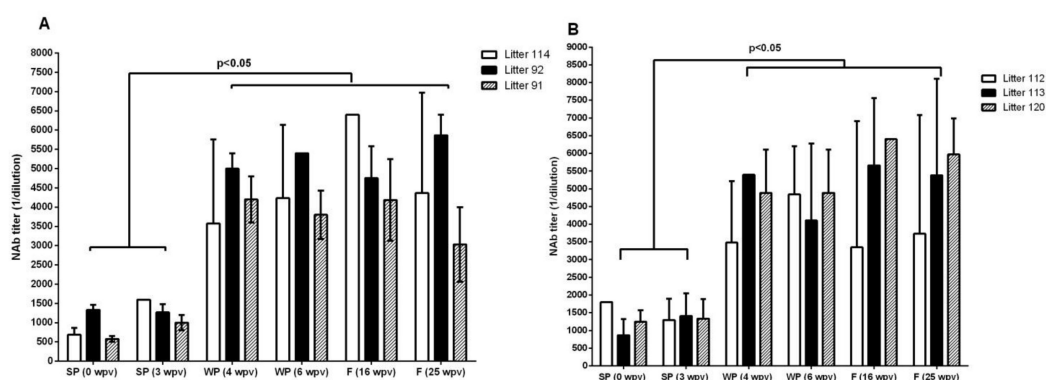 A
p<0.05
Litter 114
Litter 92
Litter 91
NAb titer (1/dilution)
8000
7500
7000
6500
6000
5500
5000
4500
4000
3500
3000
2500
2000
1500
1000
500
0
SP (0 wpv) SP (3 wpv) WP (4 wpv) WP (6 wpv) F (16 wpv) F (25 wpv)
B
p<0.05
Litter 112
Litter 113
Litter 120
NAb titer (1/dilution)
9000
8500
8000
7500
7000
6500
6000
5500
5000
4500
4000
3500
3000
2500
2000
1500
1000
500
0
SP (0 wpv) SP (3 wpv) WP (4 wpv) WP (6 wpv) F (16 wpv) F (25 wpv)